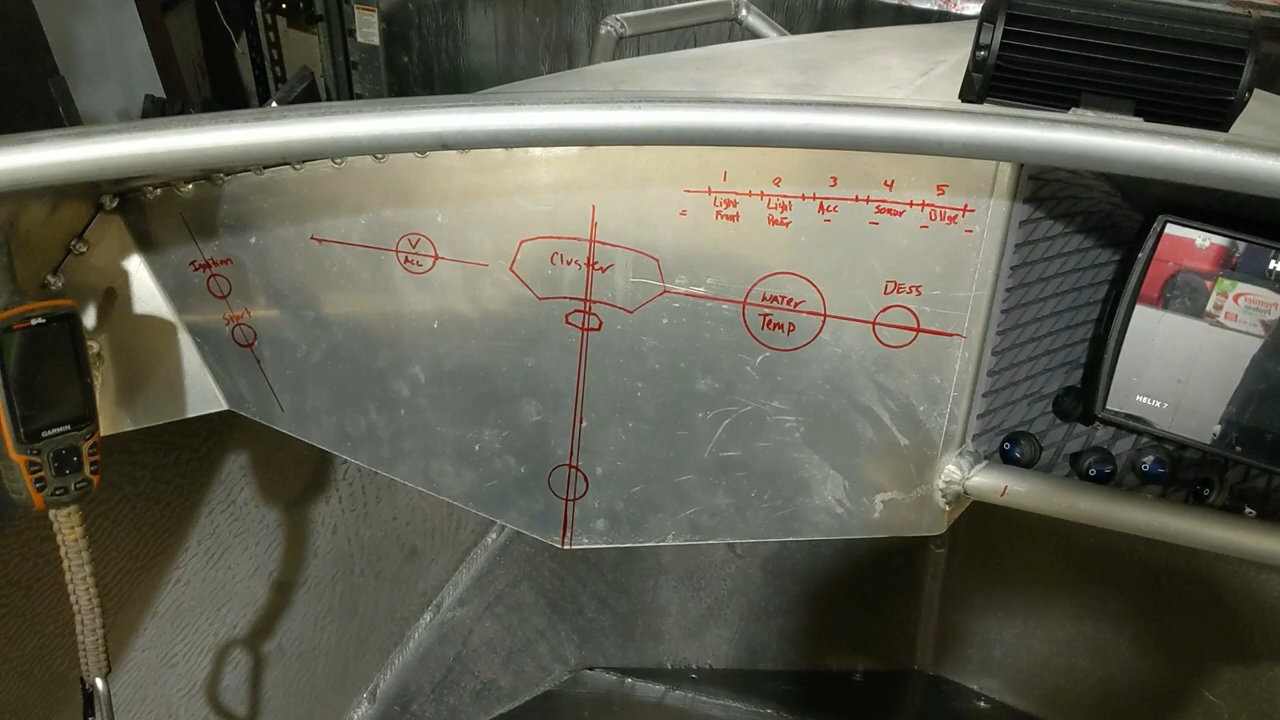 1 2 3 4 5
Light Front
Light Rear
Acc
Sonar
Bilge
Ignition
Start
V
Acc
Cluster
Water
Temp
DESS
GARMIN
HELIX 7
1